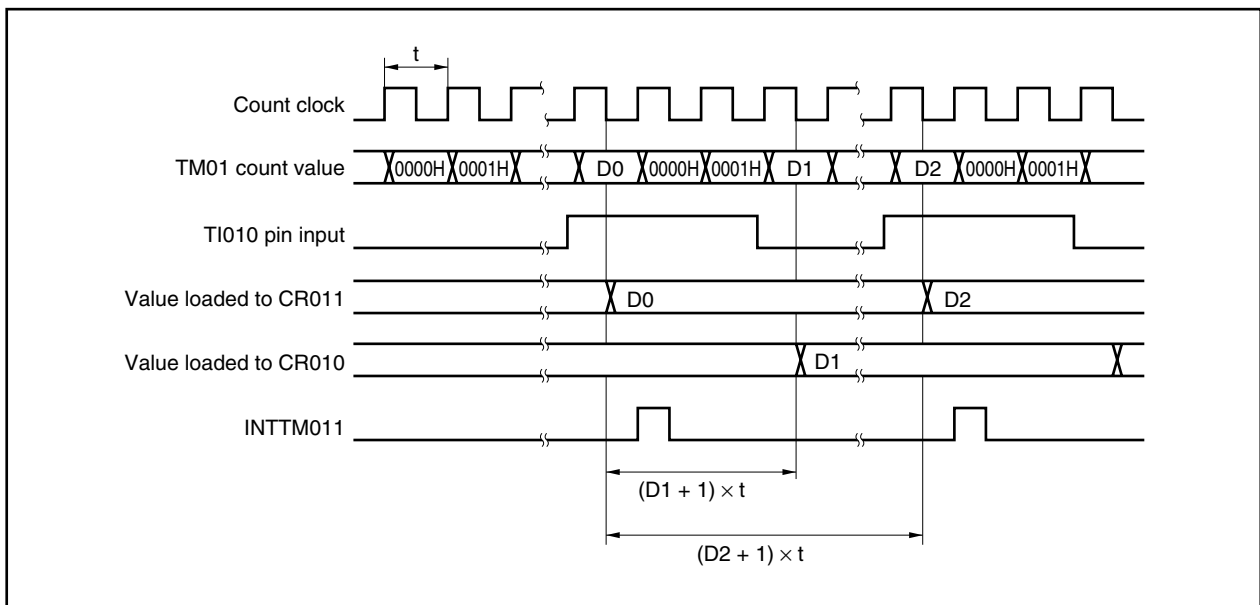 t
Count clock
TM01 count value 0000H 0001H D0 0000H 0001H D1 D2 0000H 0001H
TI010 pin input
Value loaded to CR011 D0 D2
Value loaded to CR010 D1
INTTM011
(D1 + 1) × t
(D2 + 1) × t